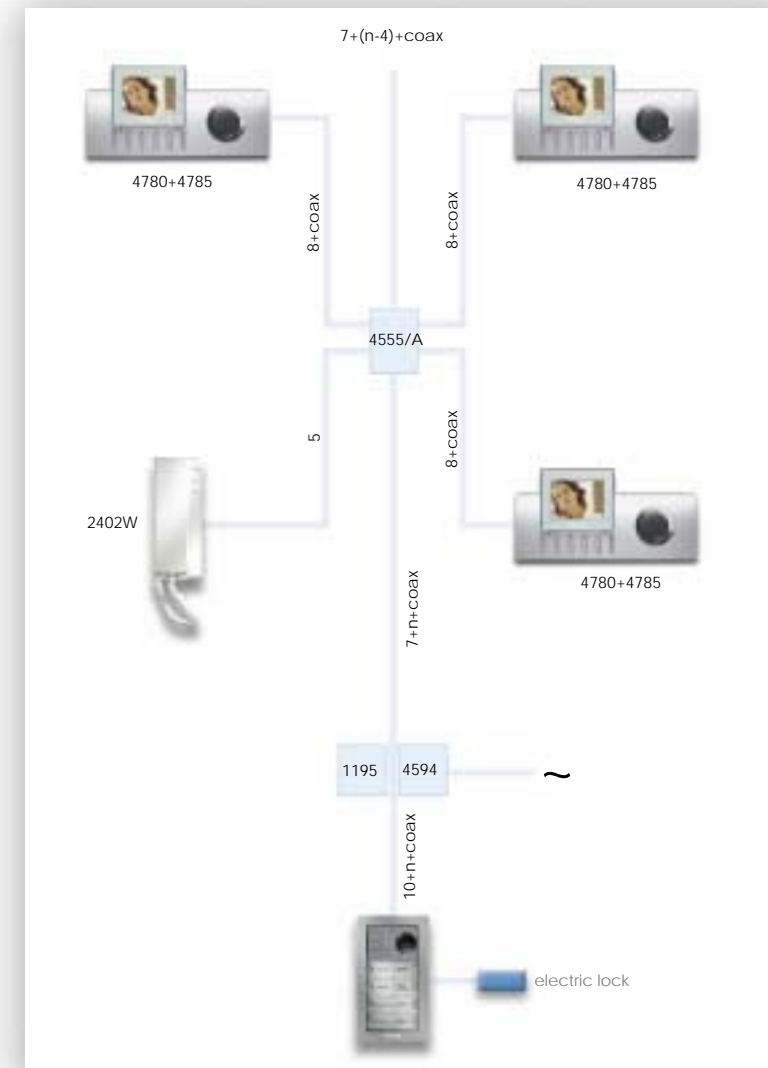 7+(n-4)+coax
4780+4785
4780+4785
8+coax
8+coax
4555/A
5
8+coax
2402W
4780+4785
7+n+coax
1195
4594
~
10+n+coax
electric lock